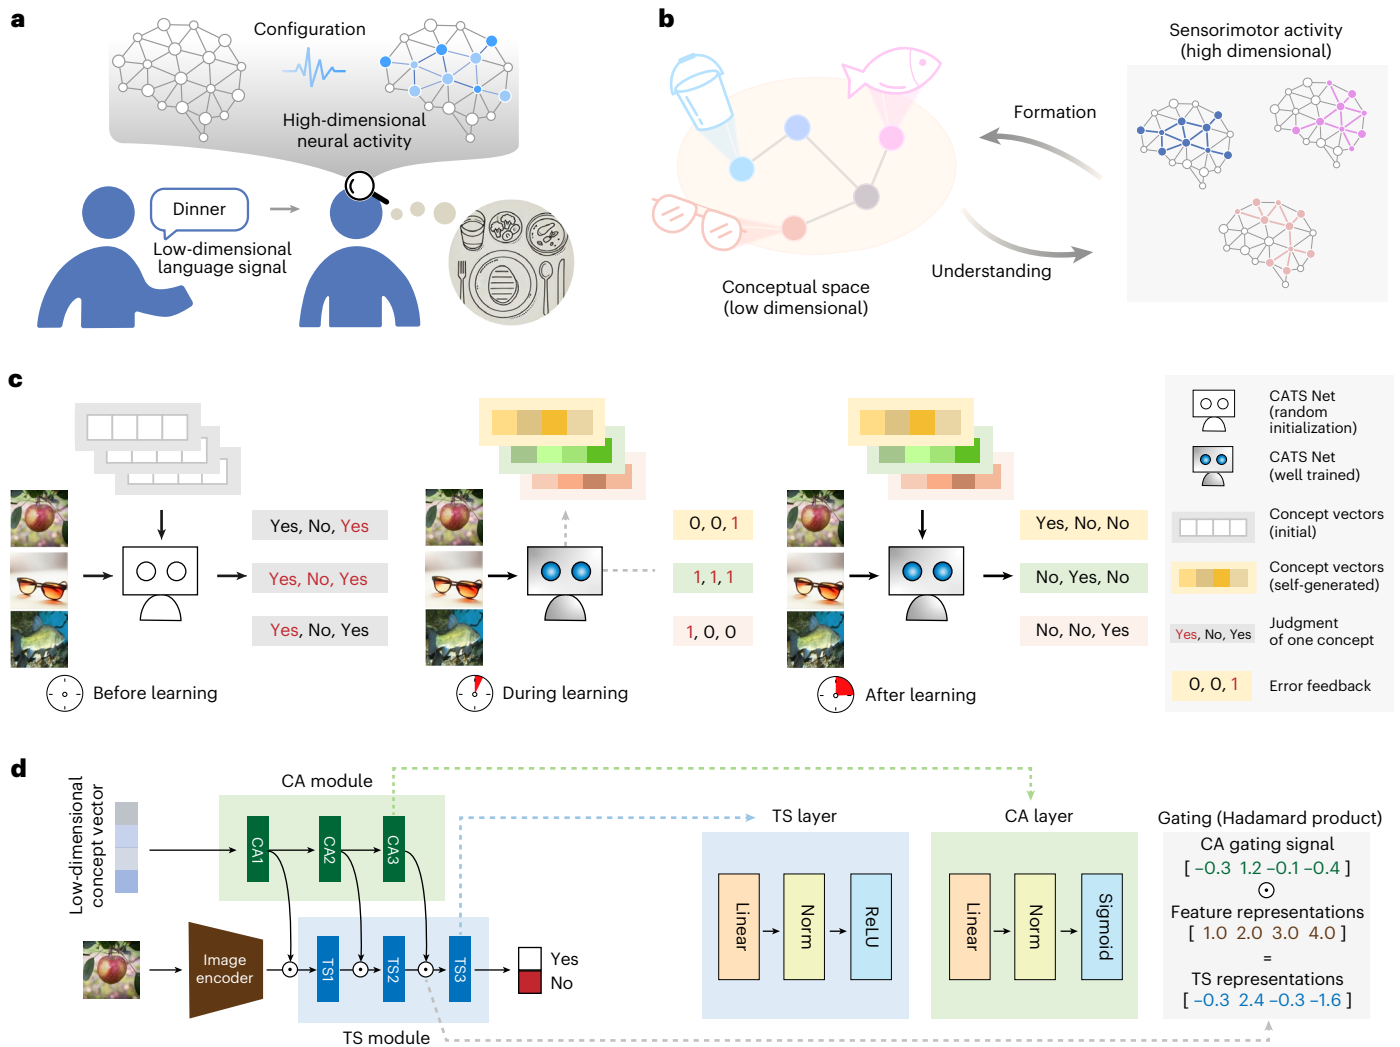 a
Configuration
High-dimensional
neural activity
Dinner
Low-dimensional
language signal
b
Sensorimotor activity
(high dimensional)
Formation
Understanding
Conceptual space
(low dimensional)
c
Yes, No, Yes
Yes, No, Yes
Yes, No, Yes
Before learning
0, 0, 1
1, 1, 1
1, 0, 0
During learning
Yes, No, No
No, Yes, No
No, No, Yes
After learning
CATS Net
(random
initialization)
CATS Net
(well trained)
Concept vectors
(initial)
Concept vectors
(self-generated)
Yes, No, Yes
Judgment
of one concept
0, 0, 1
Error feedback
d
Low-dimensional
concept vector
CA module
CA1
CA2
CA3
Image
encoder
TS1
TS2
TS3
TS module
Yes
No
TS layer
Linear
Norm
ReLU
CA layer
Linear
Norm
Sigmoid
Gating (Hadamard product)
CA gating signal
[ −0.3 1.2 −0.1 −0.4 ]
Feature representations
[ 1.0 2.0 3.0 4.0 ]
=
TS representations
[ −0.3 2.4 −0.3 −1.6 ]